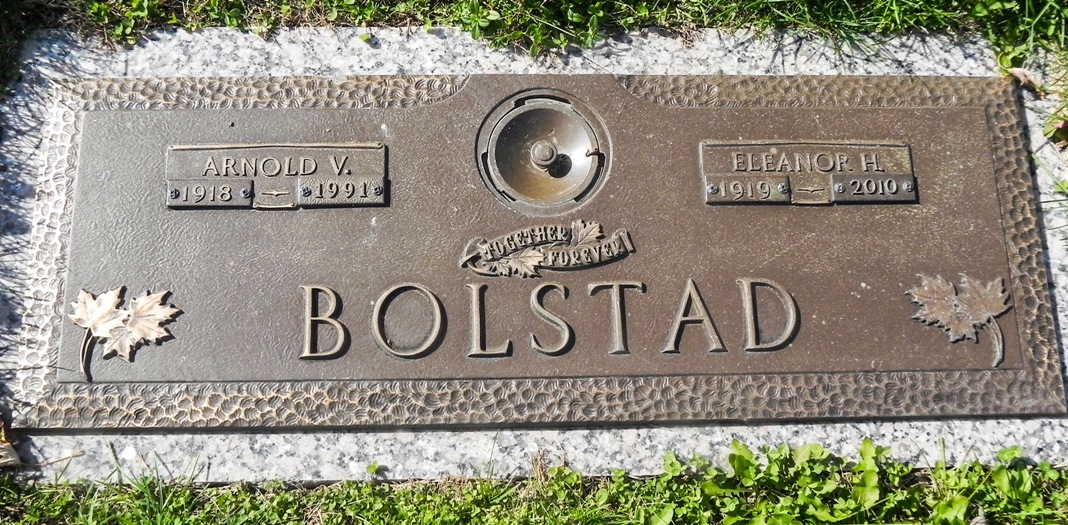 ARNOLD V.
1918 1991
ELEANOR H.
1919 2010
TOGETHER
FOREVER
BOLSTAD